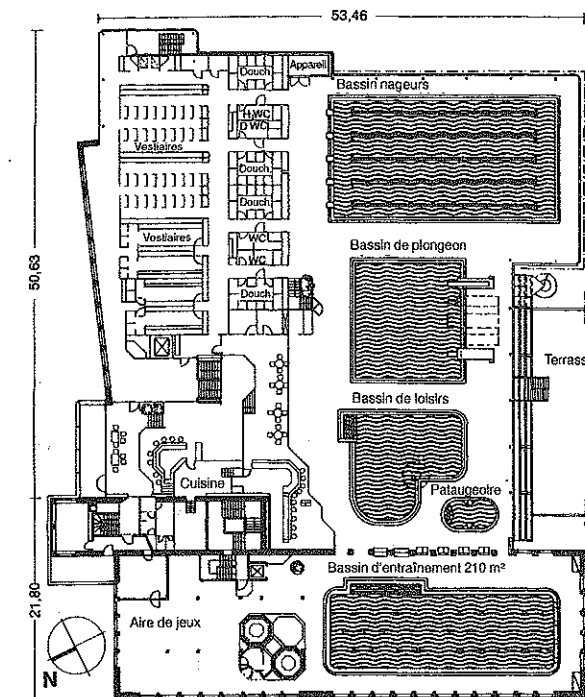 53,46
Douch
Appareil
Bassin nageurs
H WC
D WC
Vestiaires
Douch
Douch
Vestiaires
WC
WC
Bassin de plongeon
50,63
Douch
Terrass
Bassin de loisirs
Cuisine
Pataugeoire
Bassin d'entraînement 210 m²
21,80
Aire de jeux
N